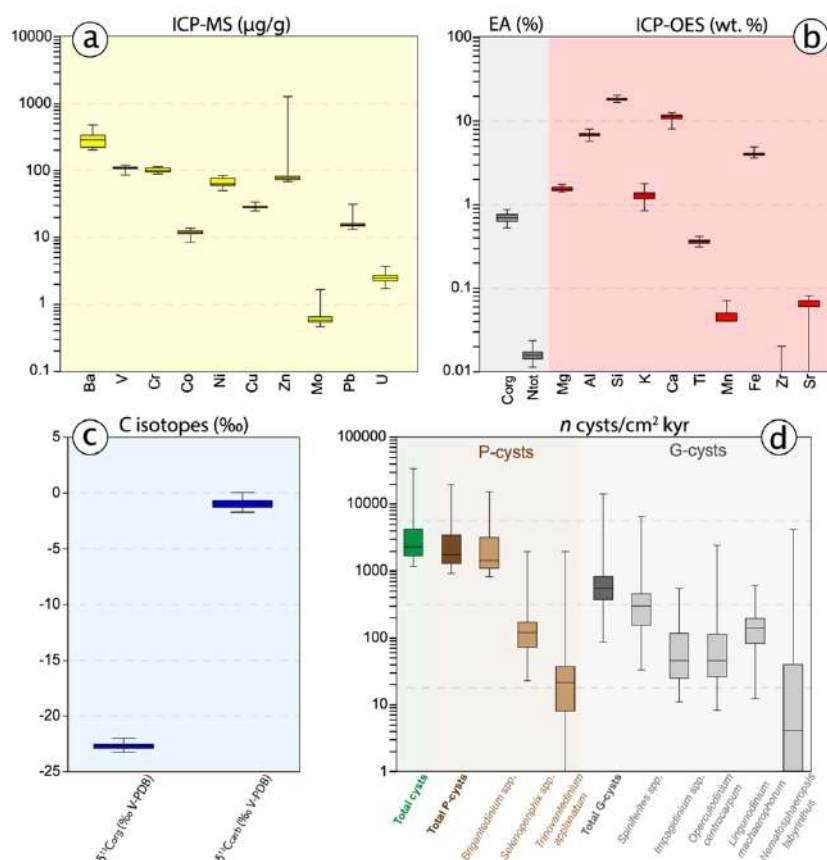 ICP-MS (µg/g)
a
10000
1000
100
10
1
0.1
Ba
V
Cr
Co
Ni
Cu
Zn
Mo
Pb
U
EA (%)
ICP-OES (wt. %)
b
100
10
1
0.1
0.01
Corg
Ntot
Mg
Al
Si
K
Ca
Ti
Mn
Fe
Zr
Sr
C isotopes (‰)
c
5
0
-5
-10
-15
-20
-25
δ¹³Corg (‰ V-PDB)
δ¹³Ccarb (‰ V-PDB)
n cysts/cm² kyr
d
P-cysts
G-cysts
100000
10000
1000
100
10
1
Total cysts
Total P-cysts
Brigantedinium spp.
Selenopemphix spp.
Trinovantedinium
applanatum
Total G-cysts
Spiniferites spp.
Impagidinium spp.
Operculodinium
centrocarpum
Lingunodinium
machaerophorum
Nematosphaeropsis
labyrinthus